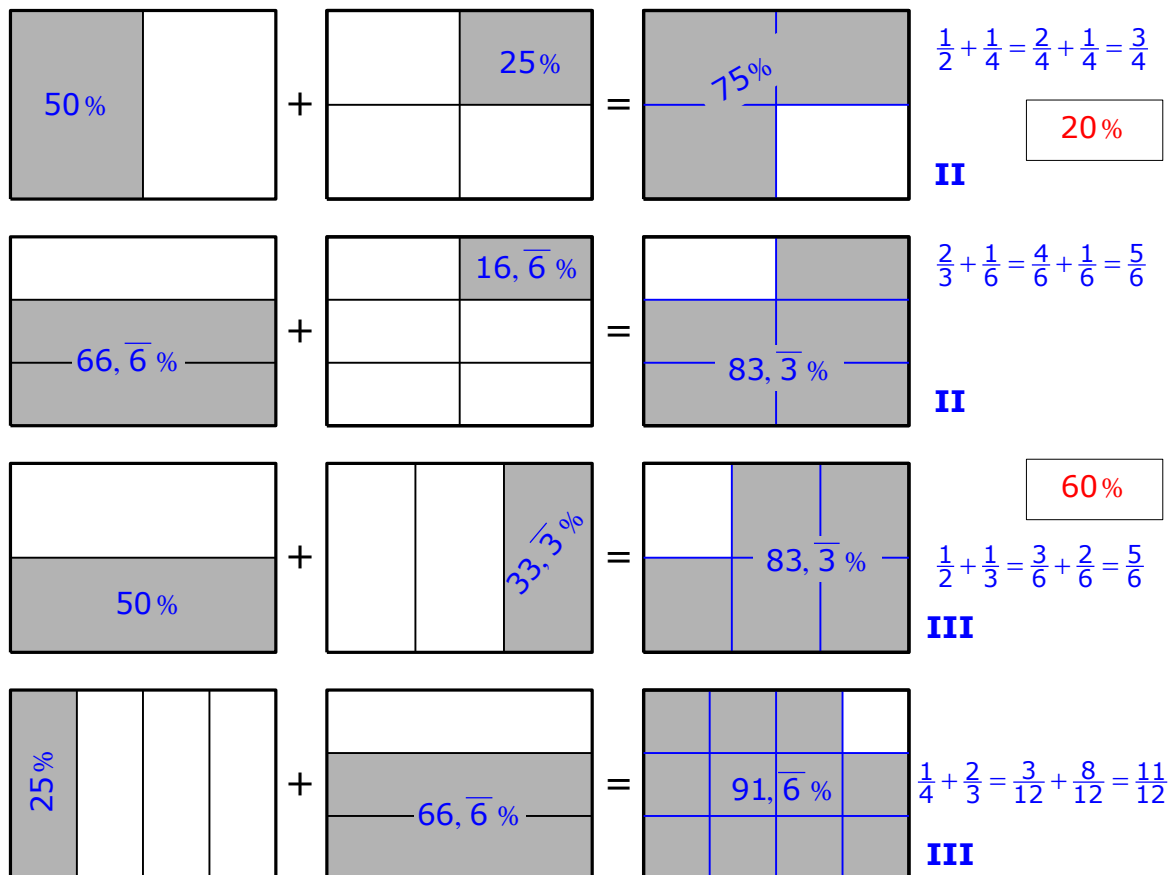 50 % + 25 % = 75 % 1/2 + 1/4 = 2/4 + 1/4 = 3/4
20 %
II
66, 6̅ % + 16, 6̅ % = 83, 3̅ % 2/3 + 1/6 = 4/6 + 1/6 = 5/6
II
60 %
50 % + 33, 3̅ % = 83, 3̅ % 1/2 + 1/3 = 3/6 + 2/6 = 5/6
III
25 % + 66, 6̅ % = 91, 6̅ % 1/4 + 2/3 = 3/12 + 8/12 = 11/12
III